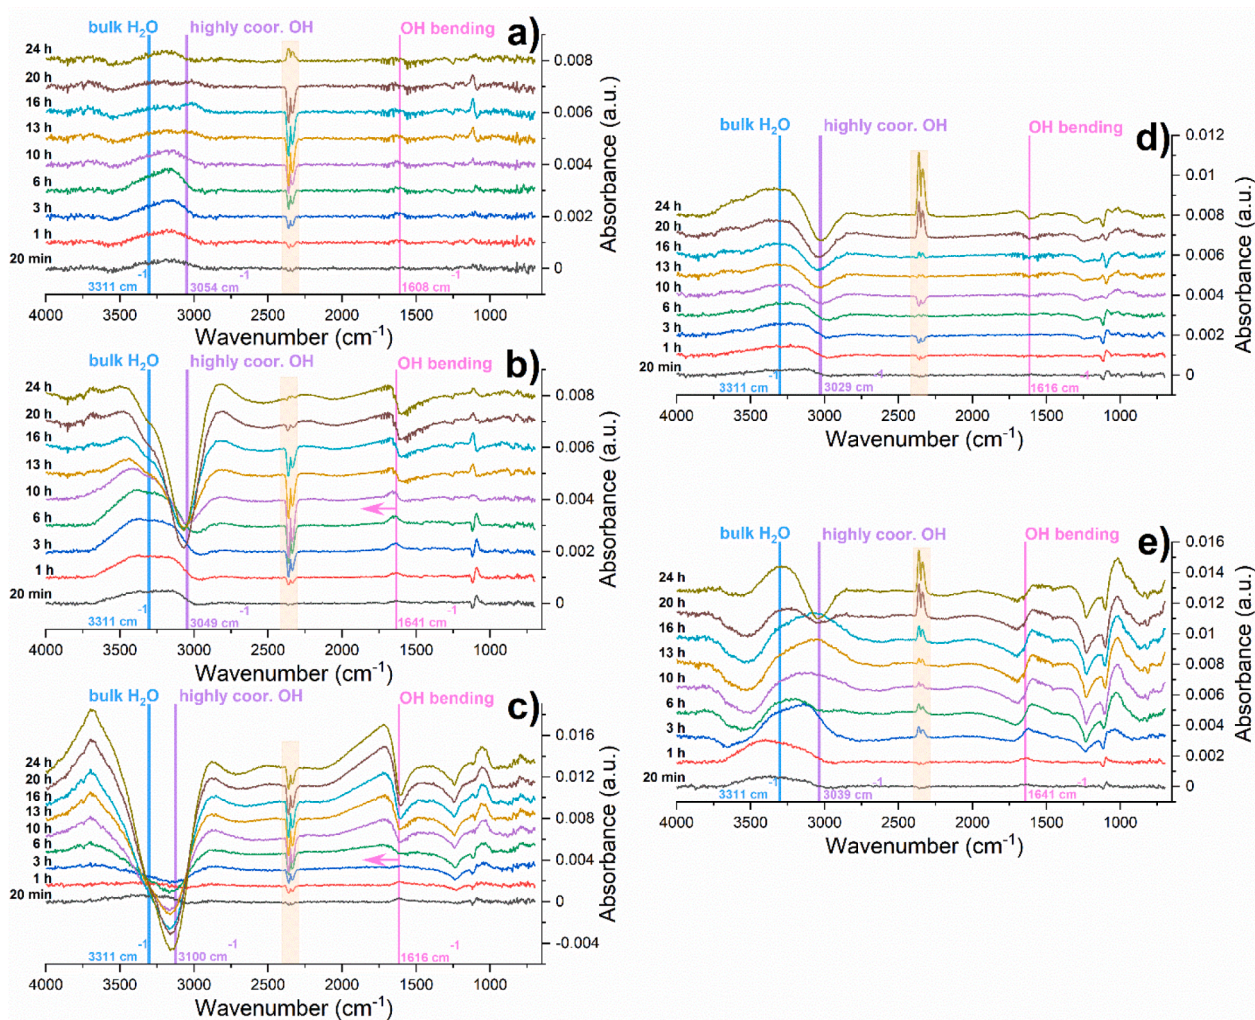 bulk H₂O highly coor. OH OH bending
a)
24 h
20 h
16 h
13 h
10 h
6 h
3 h
1 h
20 min
0.008
0.006
0.004
0.002
0
Absorbance (a.u.)
3311 cm⁻¹ 3054 cm⁻¹ 1608 cm⁻¹
4000 3500 3000 2500 2000 1500 1000
Wavenumber (cm⁻¹)
bulk H₂O highly coor. OH OH bending
b)
24 h
20 h
16 h
13 h
10 h
6 h
3 h
1 h
20 min
0.008
0.006
0.004
0.002
0
Absorbance (a.u.)
3311 cm⁻¹ 3049 cm⁻¹ 1641 cm⁻¹
4000 3500 3000 2500 2000 1500 1000
Wavenumber (cm⁻¹)
bulk H₂O highly coor. OH OH bending
c)
24 h
20 h
16 h
13 h
10 h
6 h
3 h
1 h
20 min
0.016
0.012
0.008
0.004
0
-0.004
Absorbance (a.u.)
3311 cm⁻¹ 3100 cm⁻¹ 1616 cm⁻¹
4000 3500 3000 2500 2000 1500 1000
Wavenumber (cm⁻¹)
bulk H₂O highly coor. OH OH bending
d)
24 h
20 h
16 h
13 h
10 h
6 h
3 h
1 h
20 min
0.012
0.01
0.008
0.006
0.004
0.002
0
Absorbance (a.u.)
3311 cm⁻¹ 3029 cm⁻¹ 1616 cm⁻¹
4000 3500 3000 2500 2000 1500 1000
Wavenumber (cm⁻¹)
bulk H₂O highly coor. OH OH bending
e)
24 h
20 h
16 h
13 h
10 h
6 h
3 h
1 h
20 min
0.016
0.014
0.012
0.01
0.008
0.006
0.004
0.002
0
Absorbance (a.u.)
3311 cm⁻¹ 3039 cm⁻¹ 1641 cm⁻¹
4000 3500 3000 2500 2000 1500 1000
Wavenumber (cm⁻¹)